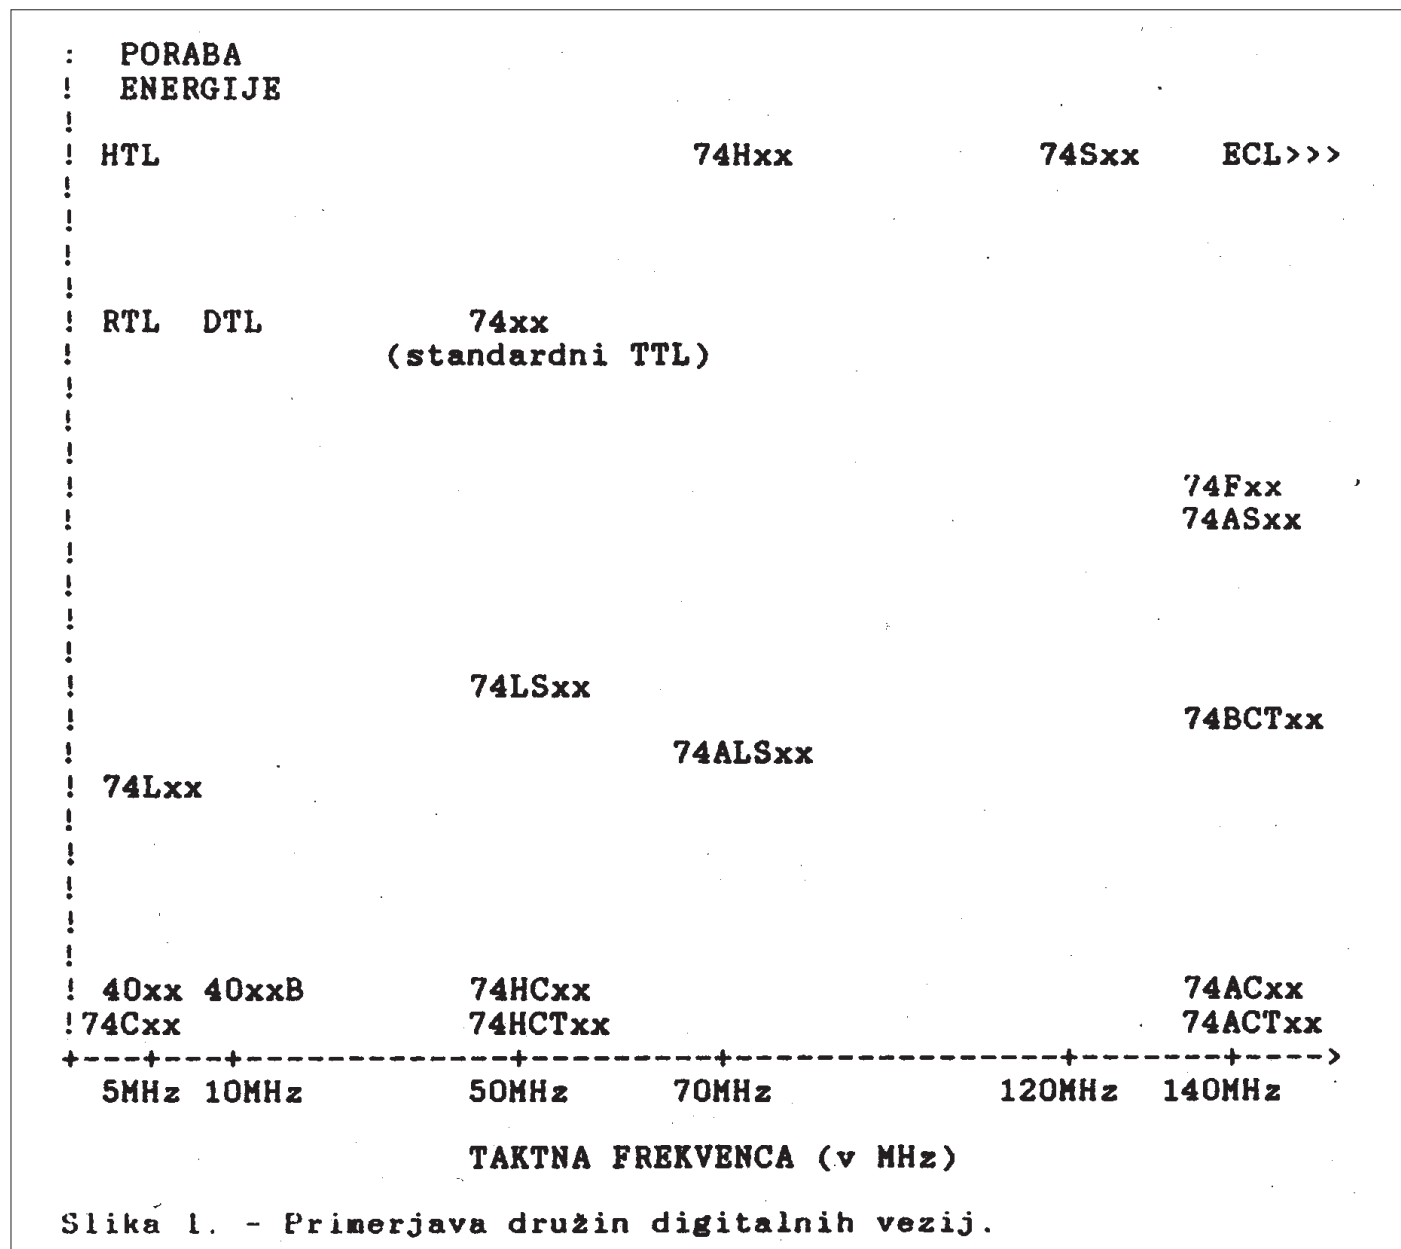 : PORABA
! ENERGIJE
!
! HTL 74Hxx 74Sxx ECL>>>
!
!
!
!
! RTL DTL 74xx
! (standardni TTL)
!
!
!
! 74Fxx
! 74ASxx
!
!
!
!
! 74LSxx
! 74BCTxx
! 74ALSxx
! 74Lxx
!
!
!
!
!
! 40xx 40xxB 74HCxx 74ACxx
!74Cxx 74HCTxx 74ACTxx
+---+---+-------------+---------+----------------+-------+---->
5MHz 10MHz 50MHz 70MHz 120MHz 140MHz
TAKTNA FREKVENCA (v MHz)
Slika 1. - Primerjava družin digitalnih vezij.